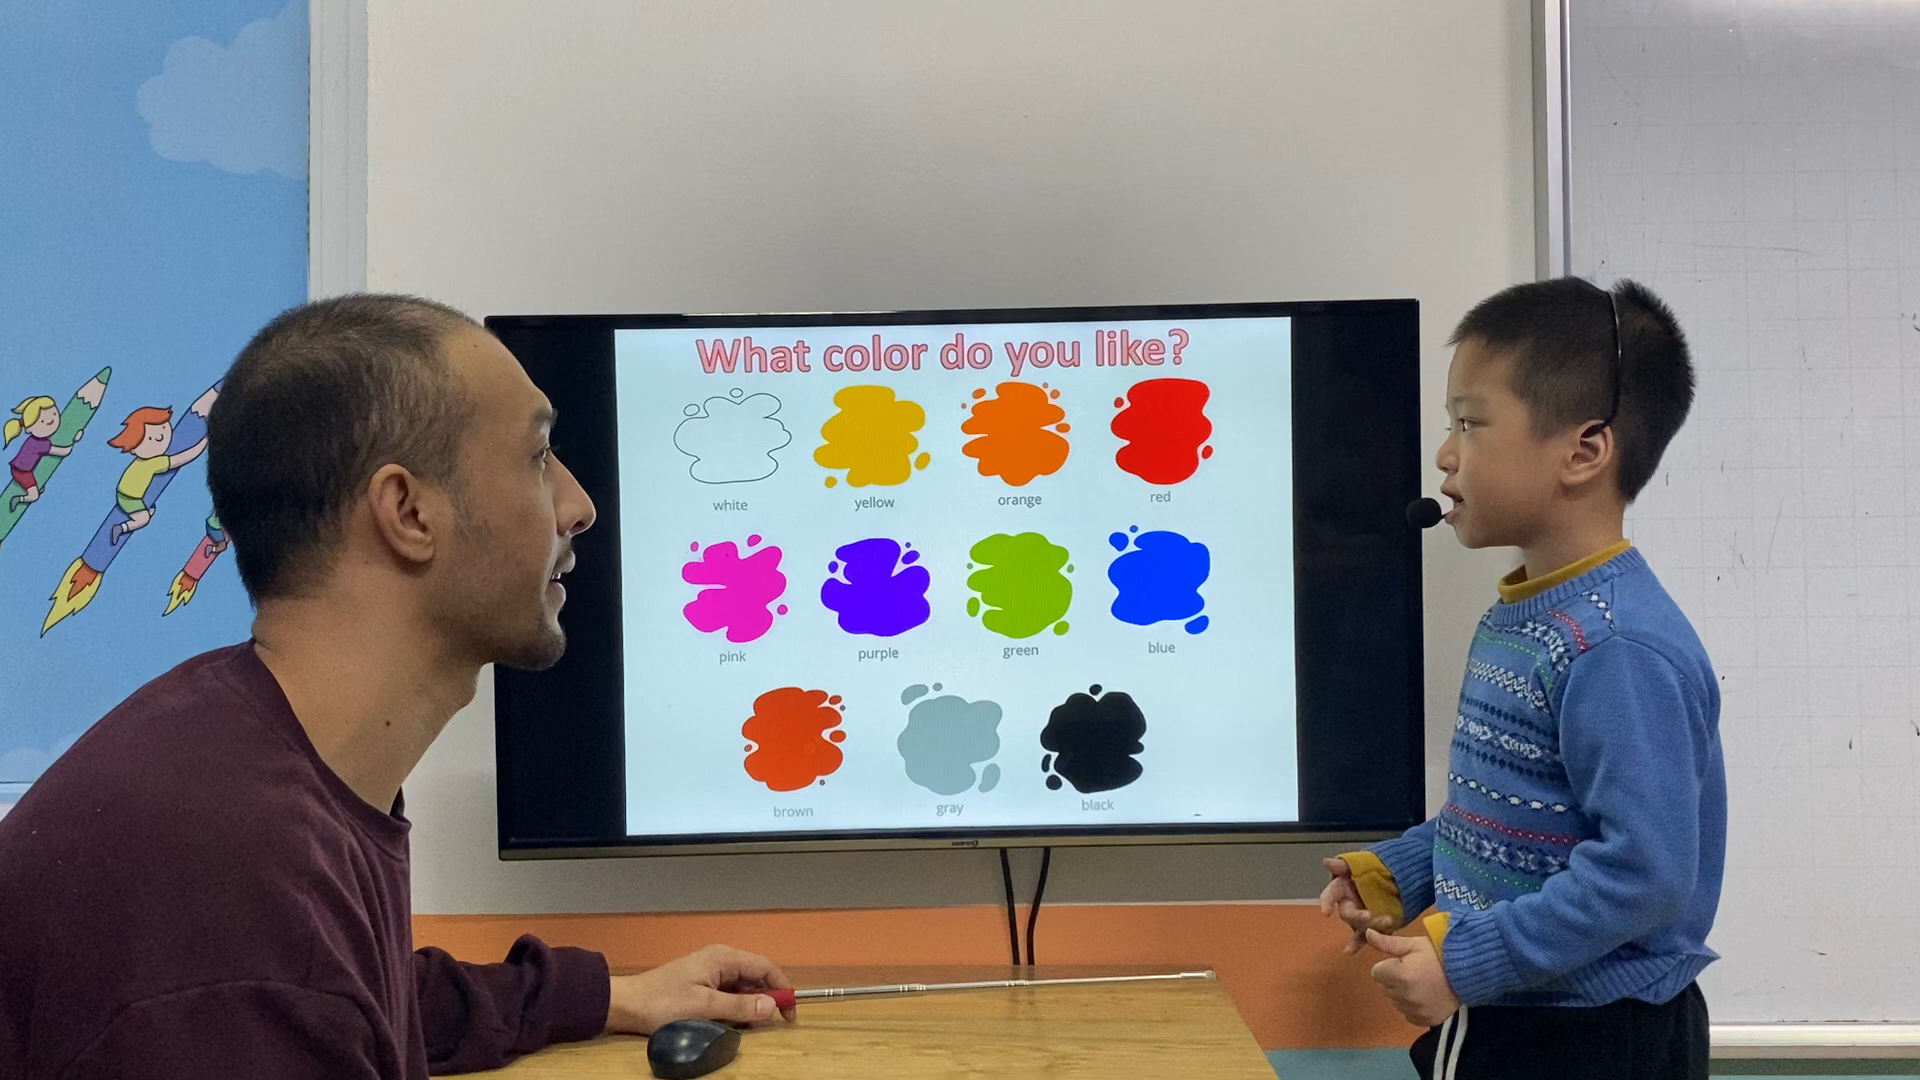 What color do you like?
white yellow orange red
pink purple green blue
brown gray black